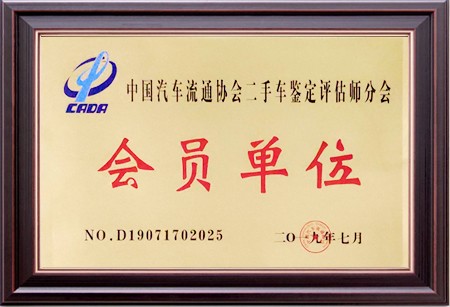 中国汽车流通协会二手车鉴定评估师分会
CADA
会员单位
NO.D19071702025
二〇一九年七月